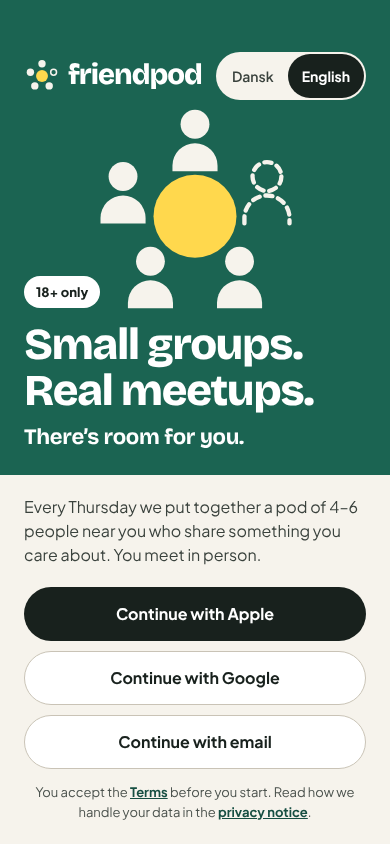 friendpod
Dansk
English
18+ only
Small groups.
Real meetups.
There's room for you.
Every Thursday we put together a pod of 4–6
people near you who share something you
care about. You meet in person.
Continue with Apple
Continue with Google
Continue with email
You accept the Terms before you start. Read how we
handle your data in the privacy notice.